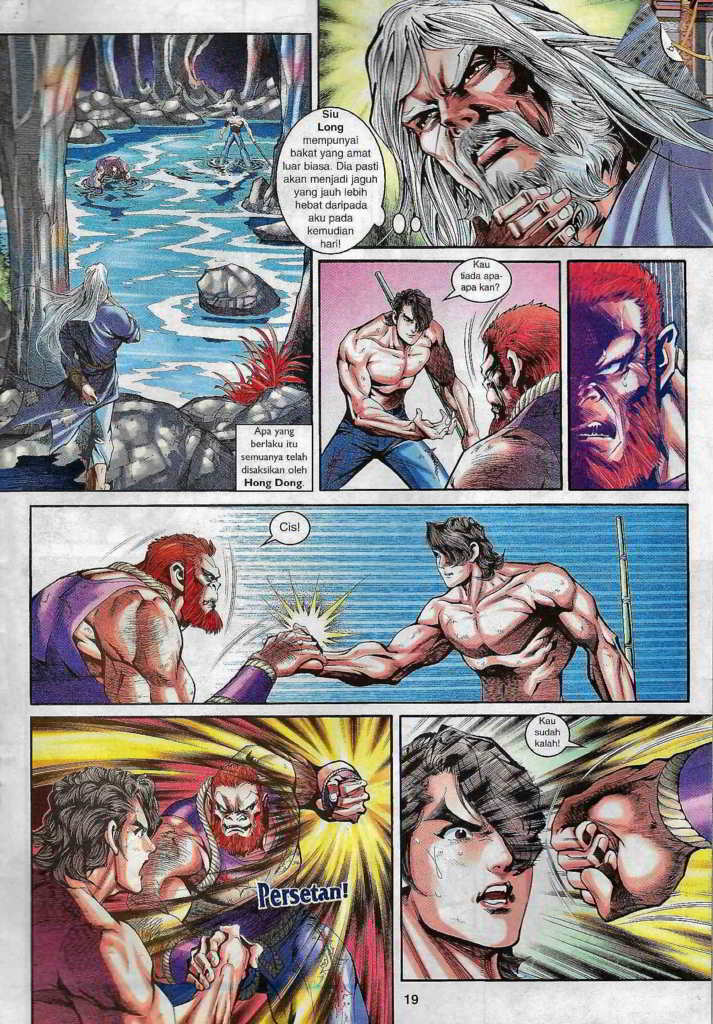 Siu
Long
mempunyai
bakat yang amat
luar biasa. Dia pasti
akan menjadi jaguh
yang jauh lebih
hebat daripada
aku pada
kemudian
hari!
Apa yang
berlaku itu
semuanya telah
disaksikan oleh
Hong Dong.
Kau
tiada apa-
apa kan?
Cis!
Persetan!
Kau
sudah
kalah!
19